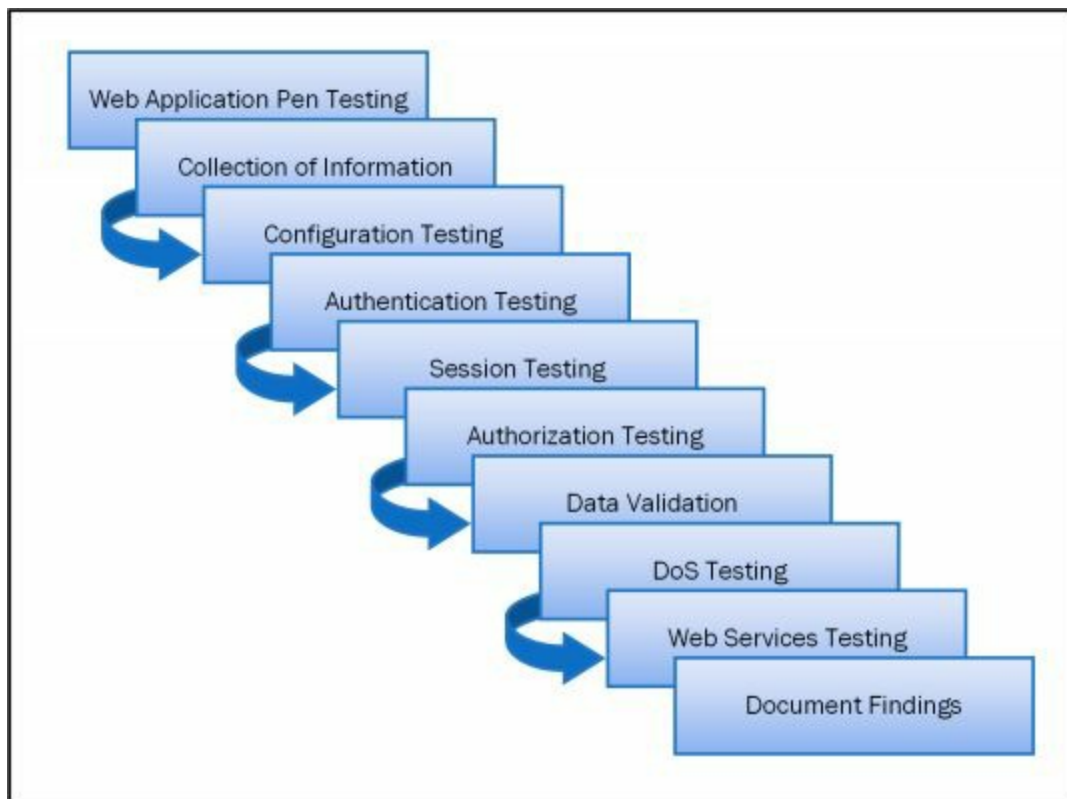 Web Application Pen Testing
Collection of Information
Configuration Testing
Authentication Testing
Session Testing
Authorization Testing
Data Validation
DoS Testing
Web Services Testing
Document Findings